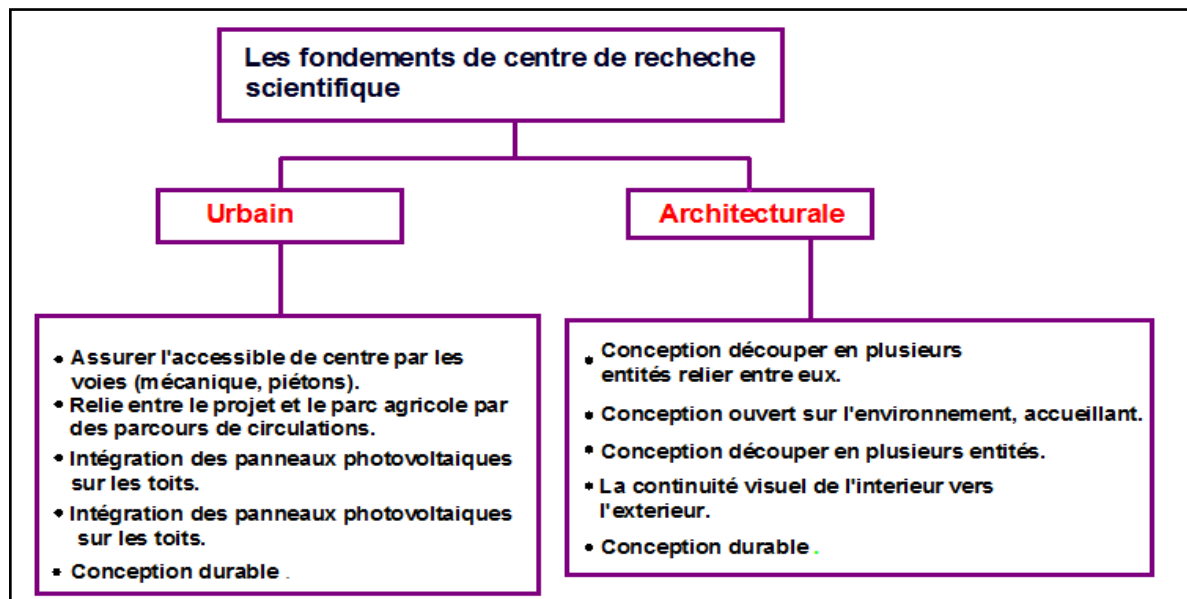 Les fondements de centre de recheche
scientifique
Urbain
Architecturale
• Assurer l'accessible de centre par les
voies (mécanique, piétons).
• Relie entre le projet et le parc agricole par
des parcours de circulations.
• Intégration des panneaux photovoltaiques
sur les toits.
• Intégration des panneaux photovoltaiques
sur les toits.
• Conception durable .
• Conception découper en plusieurs
entités relier entre eux.
• Conception ouvert sur l'environnement, accueillant.
• Conception découper en plusieurs entités.
• La continuité visuel de l'interieur vers
l'exterieur.
• Conception durable .